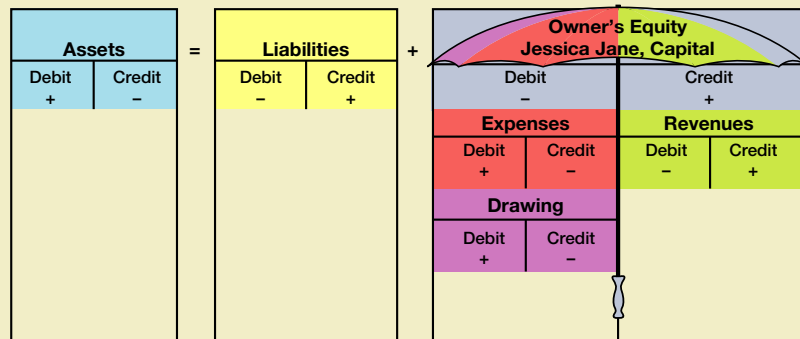 Assets
=
Liabilities
+
Owner's Equity
Jessica Jane, Capital
Debit Credit
+ −
Debit Credit
− +
Debit Credit
− +
Expenses
Debit Credit
+ −
Revenues
Debit Credit
− +
Drawing
Debit Credit
+ −